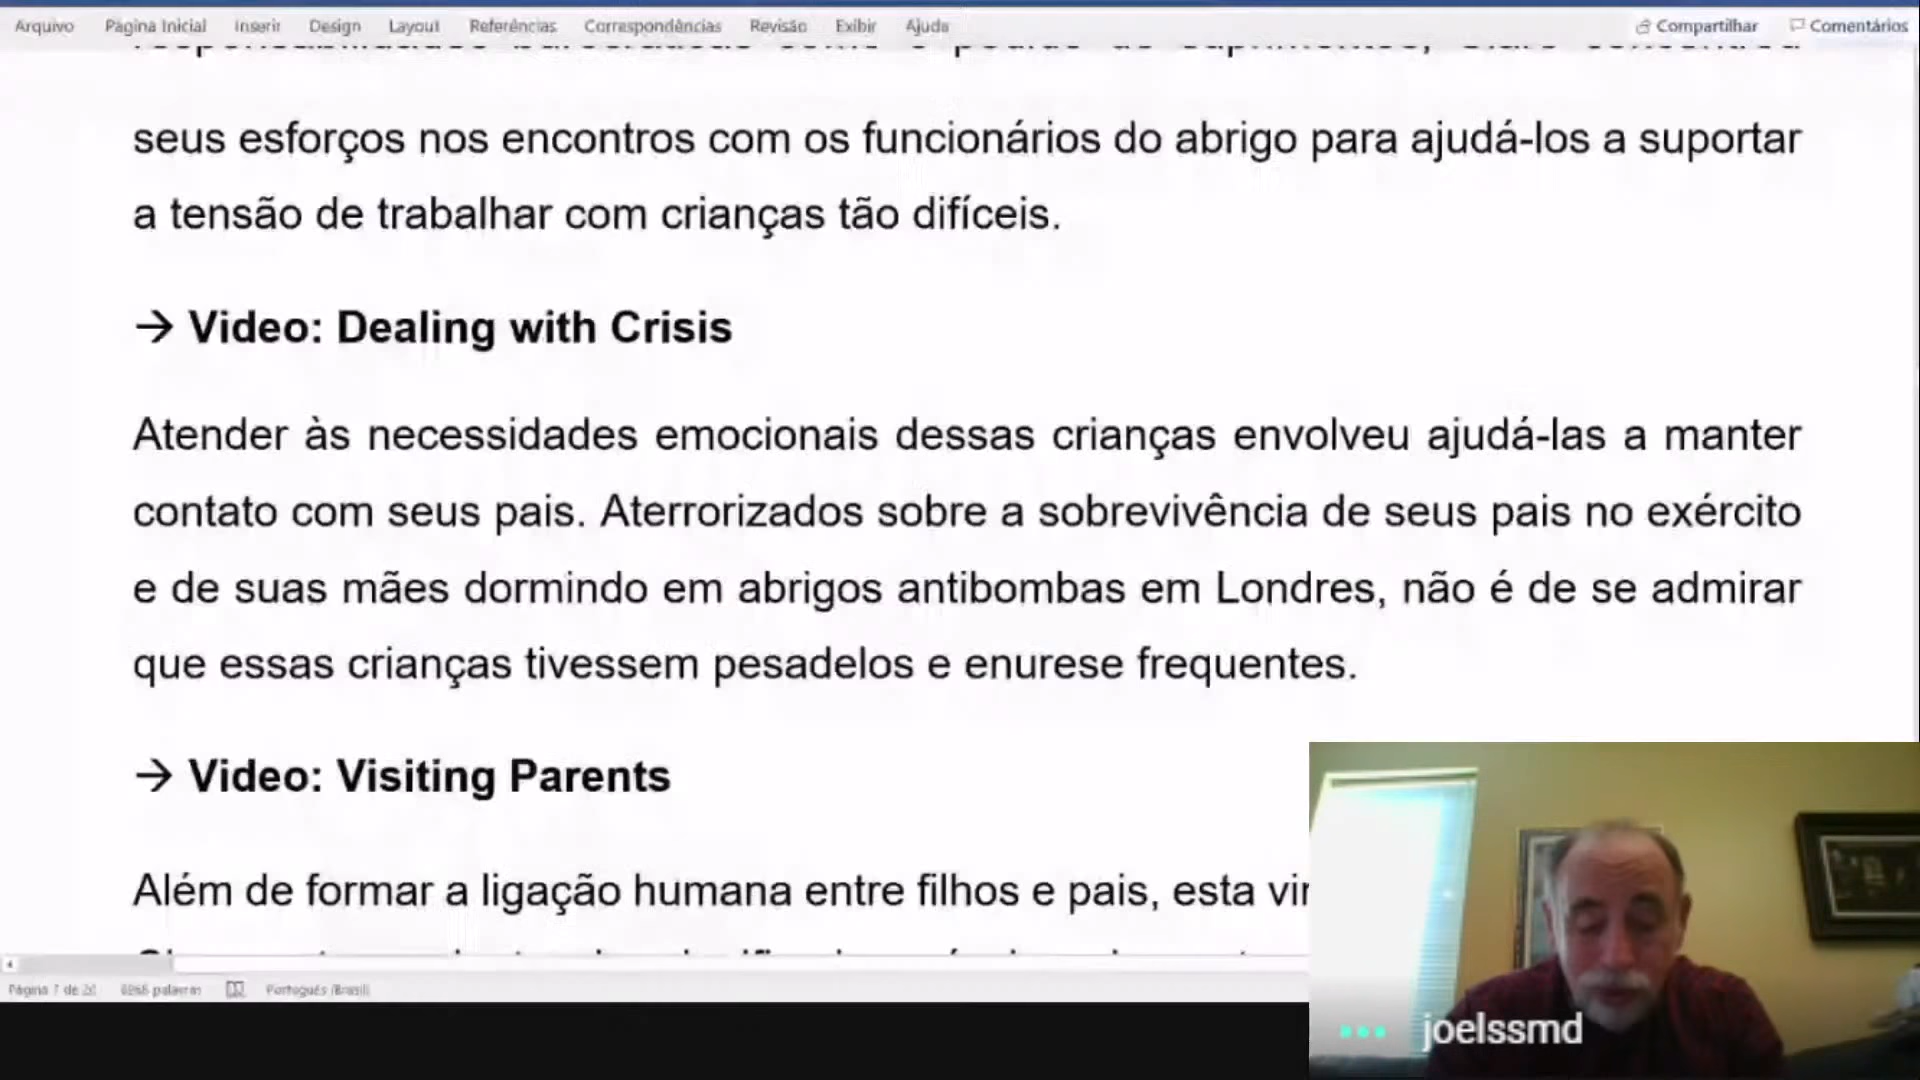 Arquivo Página Inicial Inserir Design Layout Referências Correspondências Revisão Exibir Ajuda Compartilhar Comentários
seus esforços nos encontros com os funcionários do abrigo para ajudá-los a suportar
a tensão de trabalhar com crianças tão difíceis.
→ Video: Dealing with Crisis
Atender às necessidades emocionais dessas crianças envolveu ajudá-las a manter
contato com seus pais. Aterrorizados sobre a sobrevivência de seus pais no exército
e de suas mães dormindo em abrigos antibombas em Londres, não é de se admirar
que essas crianças tivessem pesadelos e enurese frequentes.
→ Video: Visiting Parents
Além de formar a ligação humana entre filhos e pais, esta
Página 7 de palavras Português (Brasil)
joelssmd